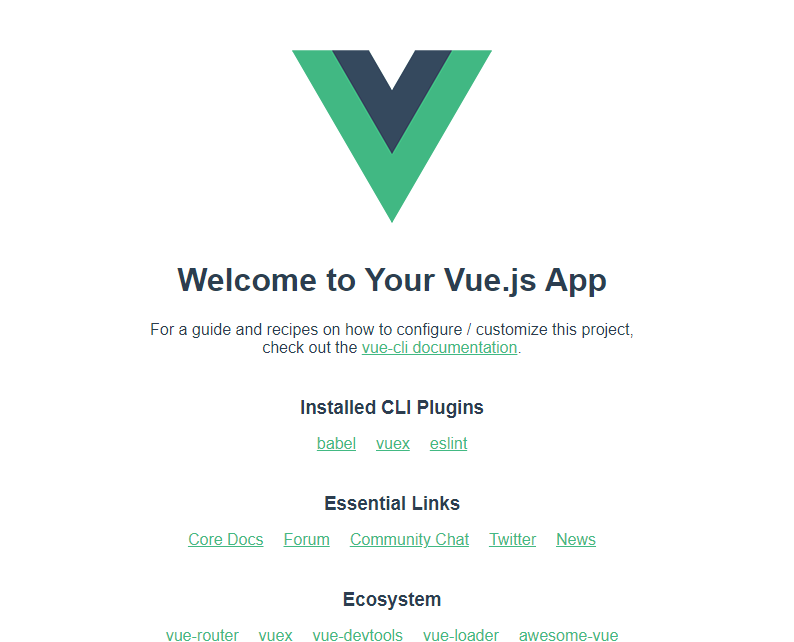 Welcome to Your Vue.js App
For a guide and recipes on how to configure / customize this project,
check out the vue-cli documentation.
Installed CLI Plugins
babel vuex eslint
Essential Links
Core Docs Forum Community Chat Twitter News
Ecosystem
vue-router vuex vue-devtools vue-loader awesome-vue